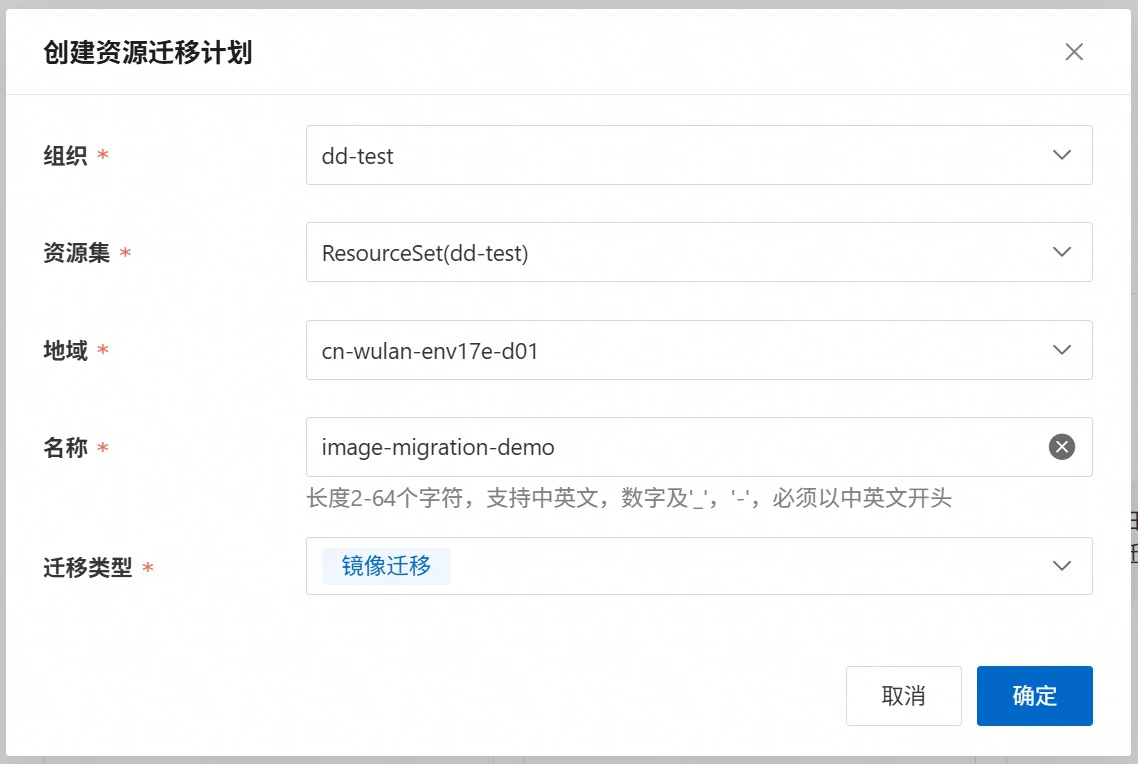 创建资源迁移计划
组织 *
dd-test
资源集 *
ResourceSet(dd-test)
地域 *
cn-wulan-env17e-d01
名称 *
image-migration-demo
长度2-64个字符，支持中英文，数字及'_'，'-'，必须以中英文开头
迁移类型 *
镜像迁移
取消
确定